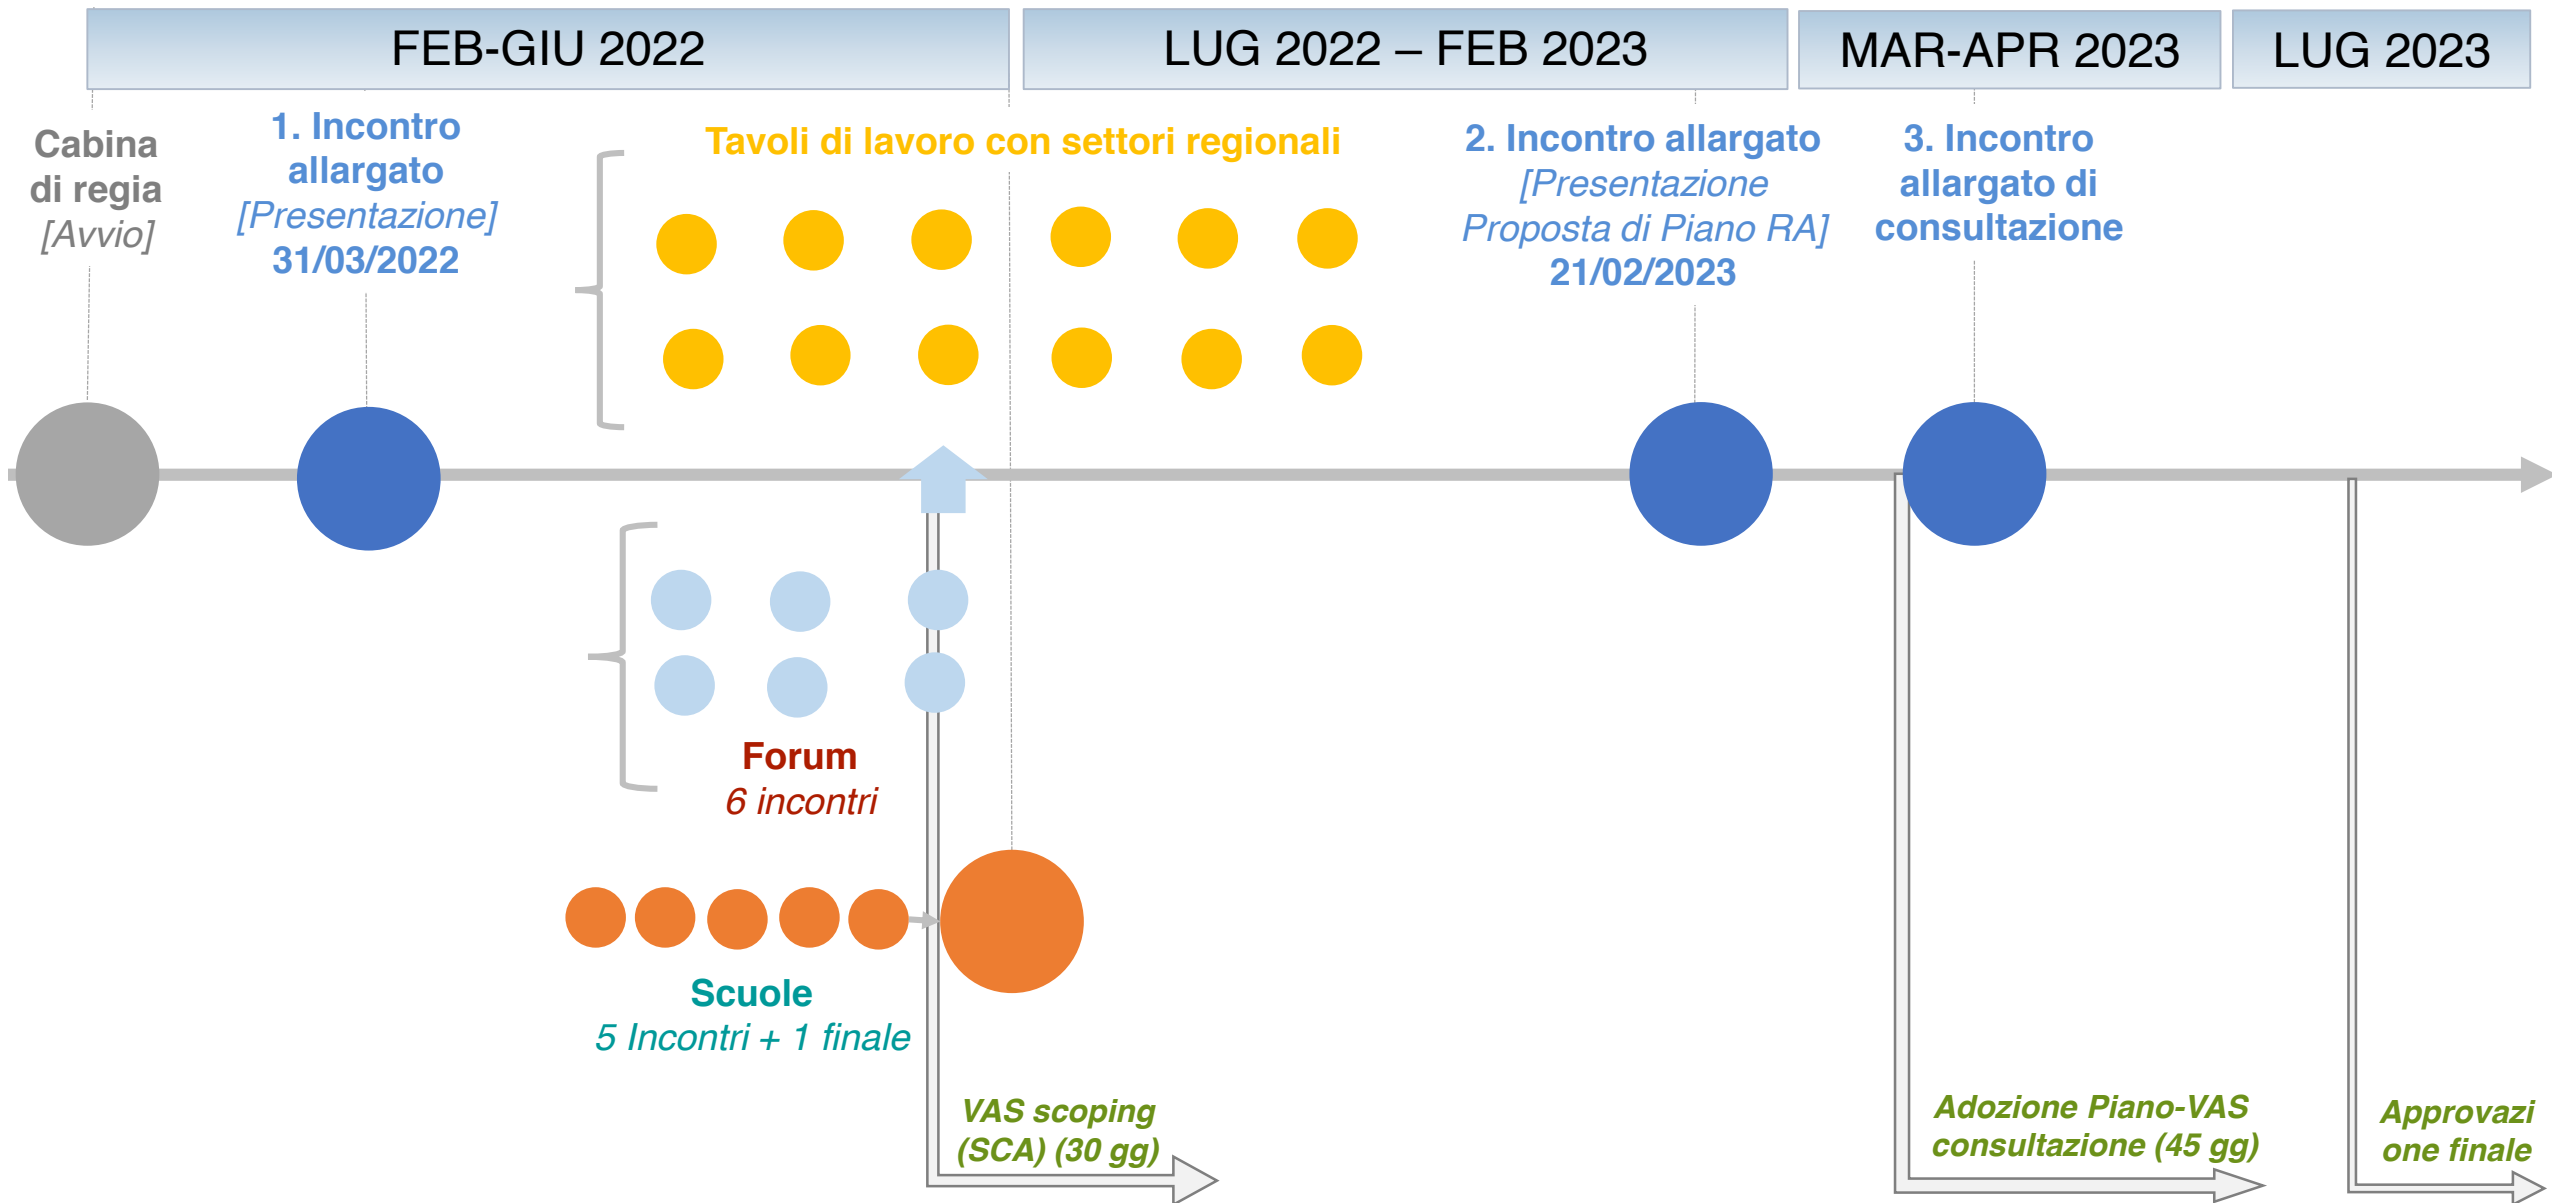 FEB-GIU 2022
LUG 2022 – FEB 2023
MAR-APR 2023
LUG 2023
Cabina
di regia
[Avvio]
1. Incontro
allargato
[Presentazione]
31/03/2022
Tavoli di lavoro con settori regionali
2. Incontro allargato
[Presentazione
Proposta di Piano RA]
21/02/2023
3. Incontro
allargato di
consultazione
Forum
6 incontri
Scuole
5 Incontri + 1 finale
VAS scoping
(SCA) (30 gg)
Adozione Piano-VAS
consultazione (45 gg)
Approvazi
one finale